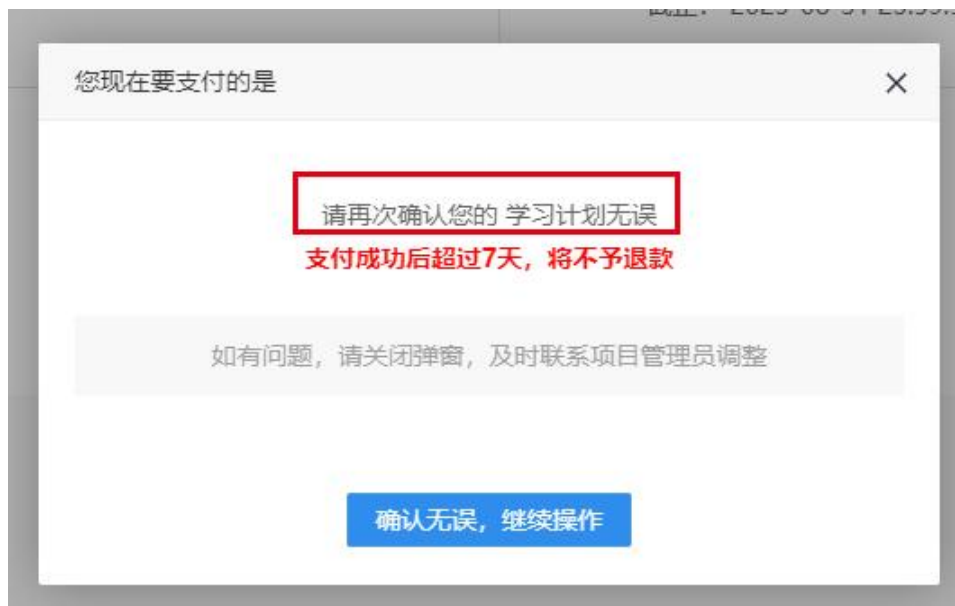 您现在要支付的是
请再次确认您的 学习计划无误
支付成功后超过7天，将不予退款
如有问题，请关闭弹窗，及时联系项目管理员调整
确认无误，继续操作